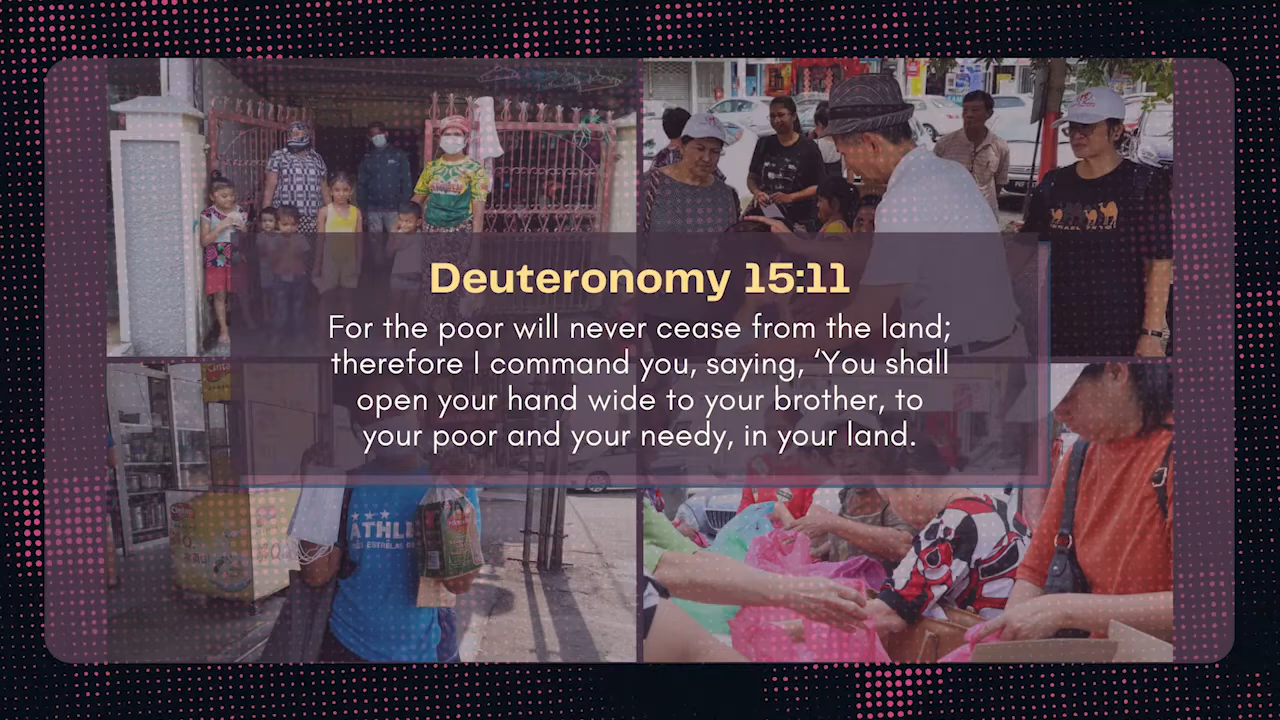 Deuteronomy 15:11
For the poor will never cease from the land;
therefore I command you, saying, ‘You shall
open your hand wide to your brother, to
your poor and your needy, in your land.
ATHLE